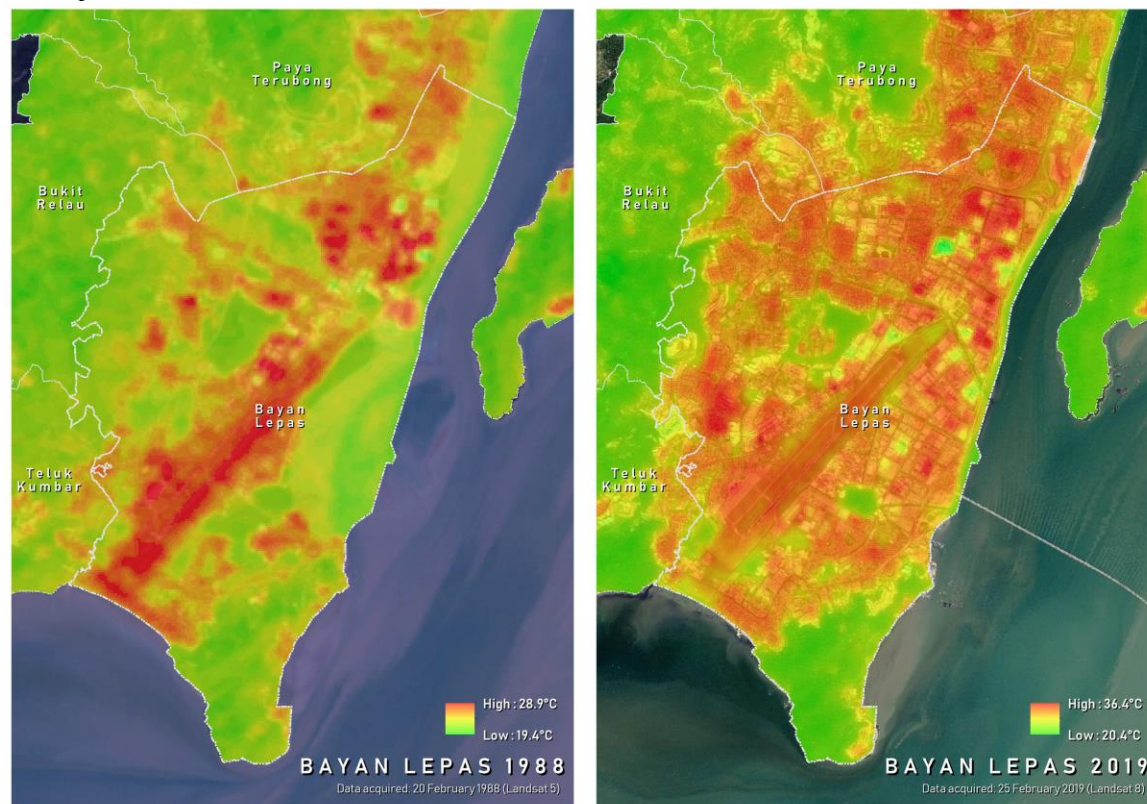 Paya
Terubong
Bukit
Relau
Bayan
Lepas
Teluk
Kumbar
High : 28.9°C
Low : 19.4°C
BAYAN LEPAS 1988
Data acquired: 20 February 1988 (Landsat 5)
Paya
Terubong
Bukit
Relau
Bayan
Lepas
Teluk
Kumbar
High : 36.4°C
Low : 20.4°C
BAYAN LEPAS 2019
Data acquired: 25 February 2019 (Landsat 8)